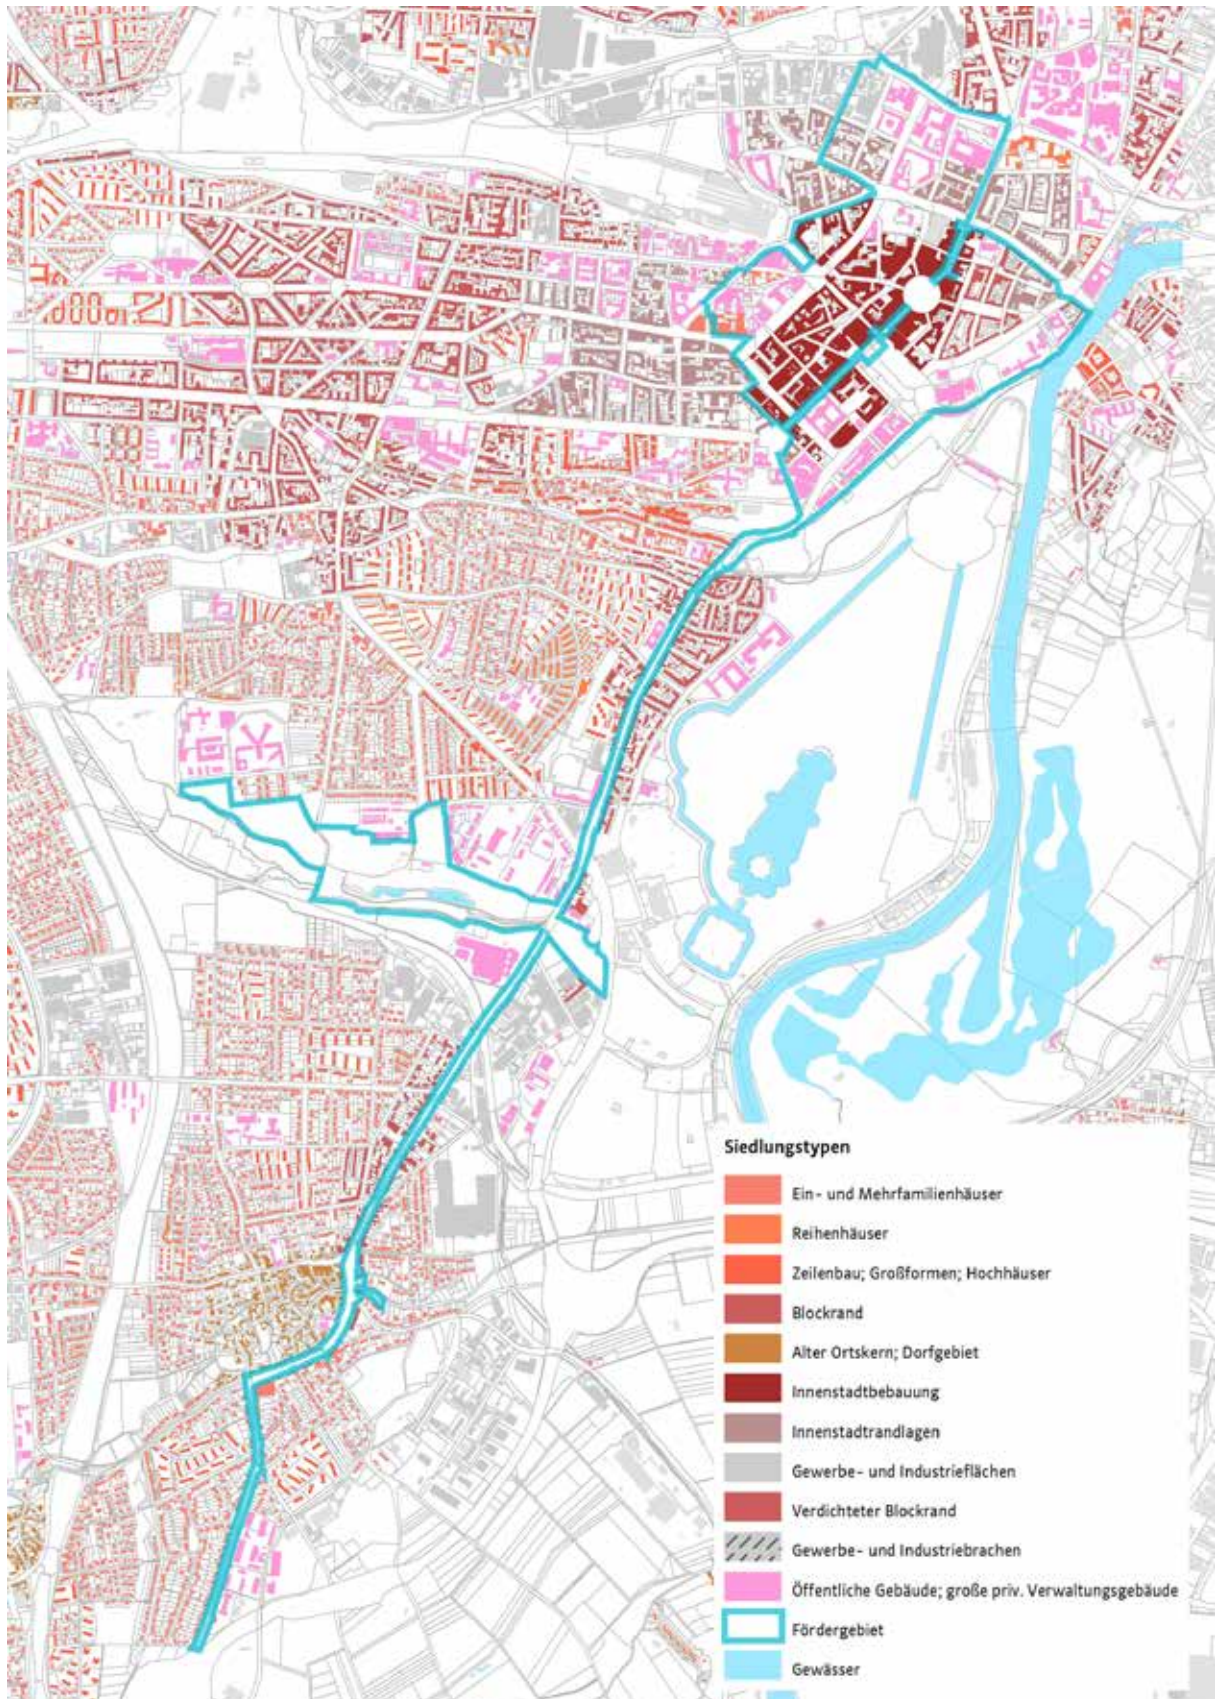 Siedlungstypen
Ein- und Mehrfamilienhäuser
Reihenhäuser
Zeilenbau; Großformen; Hochhäuser
Blockrand
Alter Ortskern; Dorfgebiet
Innenstadtbebauung
Innenstadtrandlagen
Gewerbe- und Industrieflächen
Verdichteter Blockrand
Gewerbe- und Industriebrachen
Öffentliche Gebäude; große priv. Verwaltungsgebäude
Fördergebiet
Gewässer